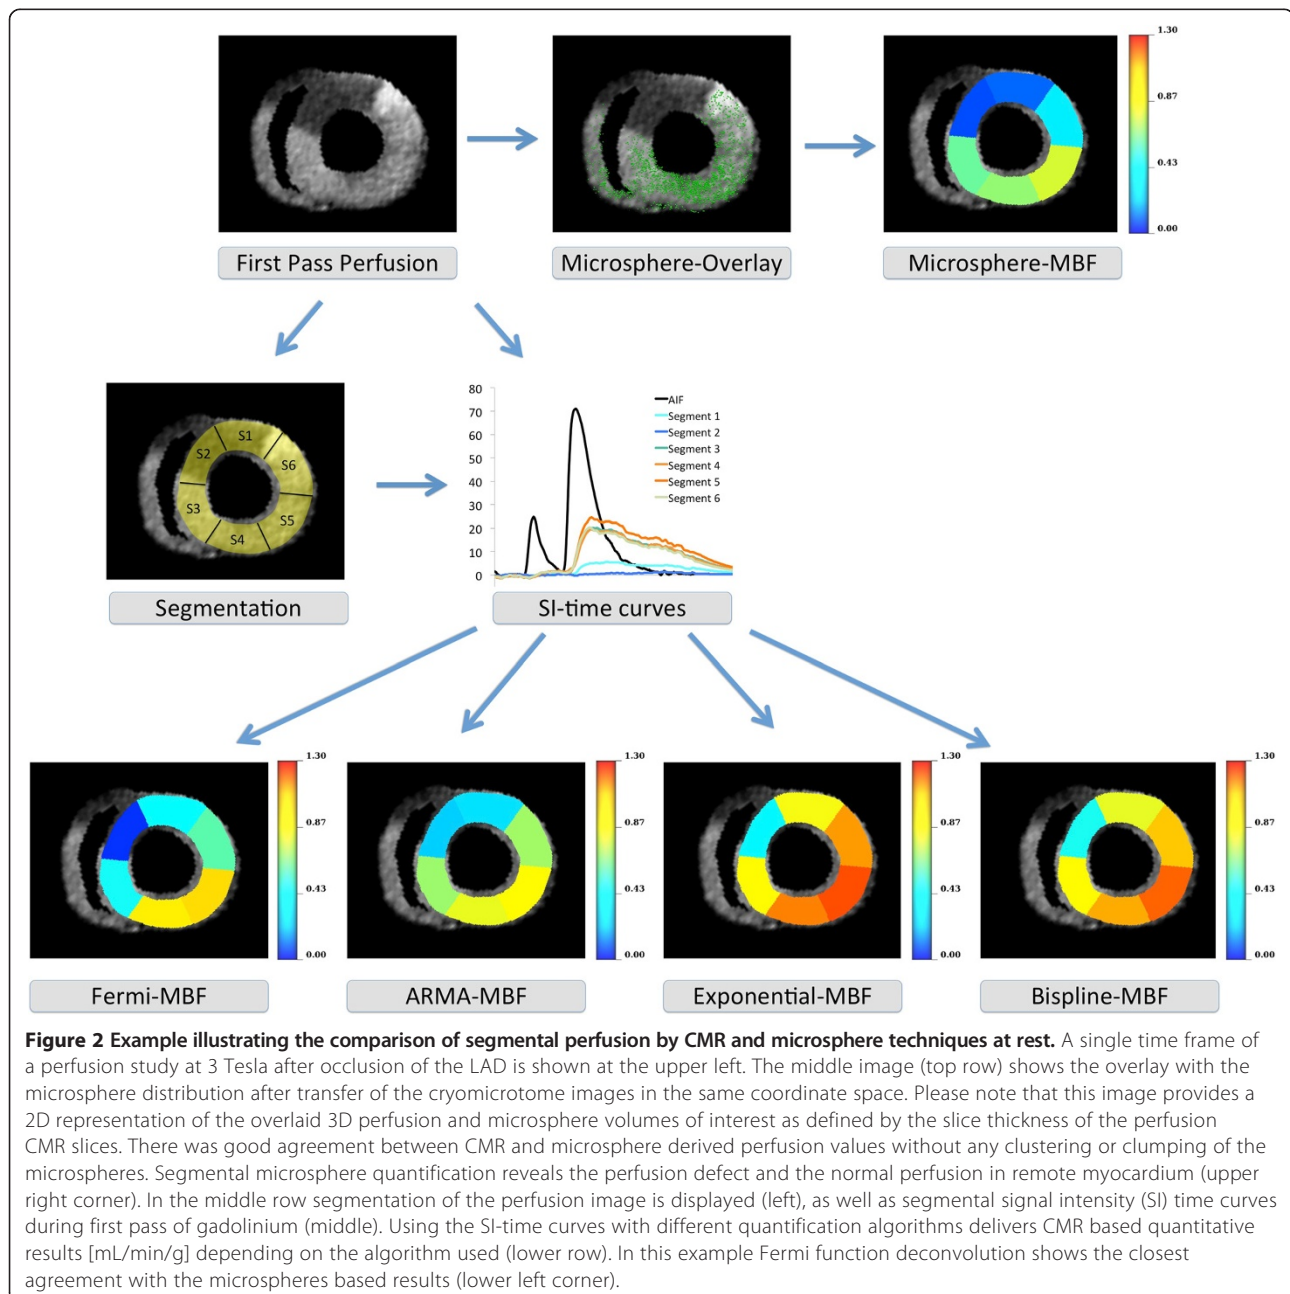 1.30
0.87
0.43
0.00
First Pass Perfusion
Microsphere-Overlay
Microsphere-MBF
S1
S2
S3
S4
S5
S6
Segmentation
80
70
60
50
40
30
20
10
0
AIF
Segment 1
Segment 2
Segment 3
Segment 4
Segment 5
Segment 6
SI-time curves
1.30
0.87
0.43
0.00
1.30
0.87
0.43
0.00
1.30
0.87
0.43
0.00
1.30
0.87
0.43
0.00
Fermi-MBF
ARMA-MBF
Exponential-MBF
Bispline-MBF
Figure 2 Example illustrating the comparison of segmental perfusion by CMR and microsphere techniques at rest. A single time frame of
a perfusion study at 3 Tesla after occlusion of the LAD is shown at the upper left. The middle image (top row) shows the overlay with the
microsphere distribution after transfer of the cryomicrotome images in the same coordinate space. Please note that this image provides a
2D representation of the overlaid 3D perfusion and microsphere volumes of interest as defined by the slice thickness of the perfusion
CMR slices. There was good agreement between CMR and microsphere derived perfusion values without any clustering or clumping of the
microspheres. Segmental microsphere quantification reveals the perfusion defect and the normal perfusion in remote myocardium (upper
right corner). In the middle row segmentation of the perfusion image is displayed (left), as well as segmental signal intensity (SI) time curves
during first pass of gadolinium (middle). Using the SI-time curves with different quantification algorithms delivers CMR based quantitative
results [mL/min/g] depending on the algorithm used (lower row). In this example Fermi function deconvolution shows the closest
agreement with the microspheres based results (lower left corner).